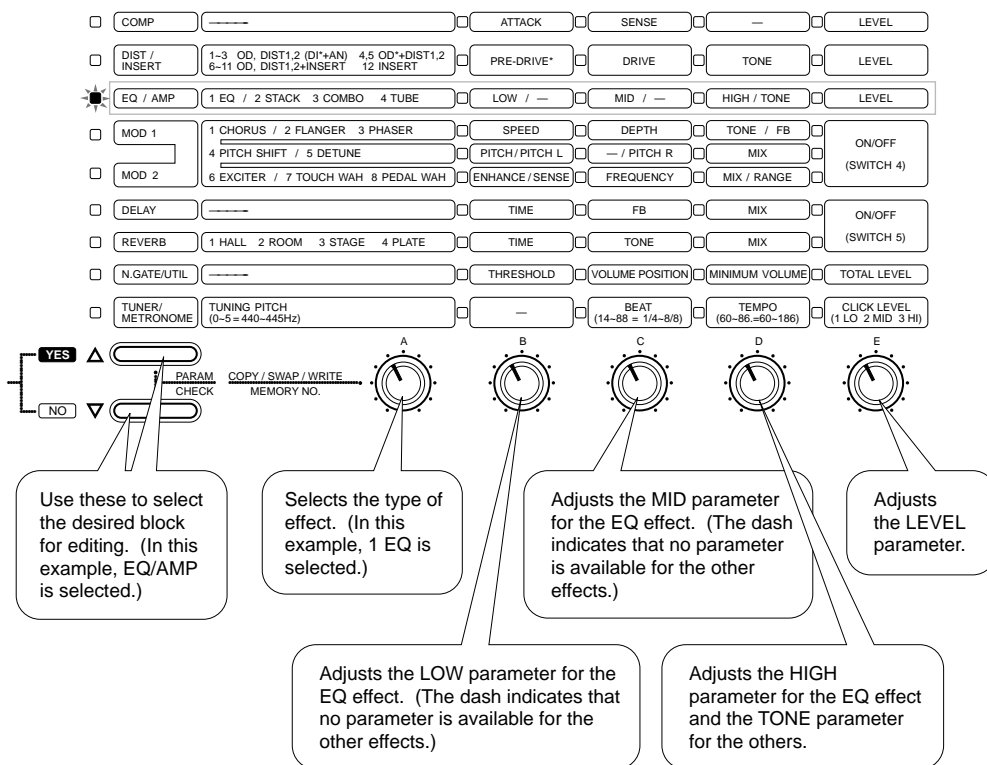 COMP ——— ATTACK SENSE — LEVEL
DIST / INSERT 1~3 OD, DIST1,2 (DI*+AN) 4,5 OD*+DIST1,2
6~11 OD, DIST1,2+INSERT 12 INSERT PRE-DRIVE* DRIVE TONE LEVEL
EQ / AMP 1 EQ / 2 STACK 3 COMBO 4 TUBE LOW / — MID / — HIGH / TONE LEVEL
MOD 1 1 CHORUS / 2 FLANGER 3 PHASER SPEED DEPTH TONE / FB
4 PITCH SHIFT / 5 DETUNE PITCH / PITCH L — / PITCH R MIX
ON/OFF
(SWITCH 4)
MOD 2 6 EXCITER / 7 TOUCH WAH 8 PEDAL WAH ENHANCE / SENSE FREQUENCY MIX / RANGE
DELAY ——— TIME FB MIX
ON/OFF
(SWITCH 5)
REVERB 1 HALL 2 ROOM 3 STAGE 4 PLATE TIME TONE MIX
N.GATE/UTIL ——— THRESHOLD VOLUME POSITION MINIMUM VOLUME TOTAL LEVEL
TUNER/ TUNING PITCH — BEAT TEMPO CLICK LEVEL
METRONOME (0~5 = 440~445Hz) (14~88 = 1/4~8/8) (60~86.=60~186) (1 LO 2 MID 3 HI)
A B C D E
YES
PARAM COPY / SWAP / WRITE
CHECK MEMORY NO.
NO
Use these to select
the desired block
for editing. (In this
example, EQ/AMP
is selected.)
Selects the type of
effect. (In this
example, 1 EQ is
selected.)
Adjusts the MID parameter
for the EQ effect. (The dash
indicates that no parameter
is available for the other
effects.)
Adjusts
the LEVEL
parameter.
Adjusts the LOW parameter for the
EQ effect. (The dash indicates that
no parameter is available for the
other effects.)
Adjusts the HIGH
parameter for the EQ effect
and the TONE parameter
for the others.